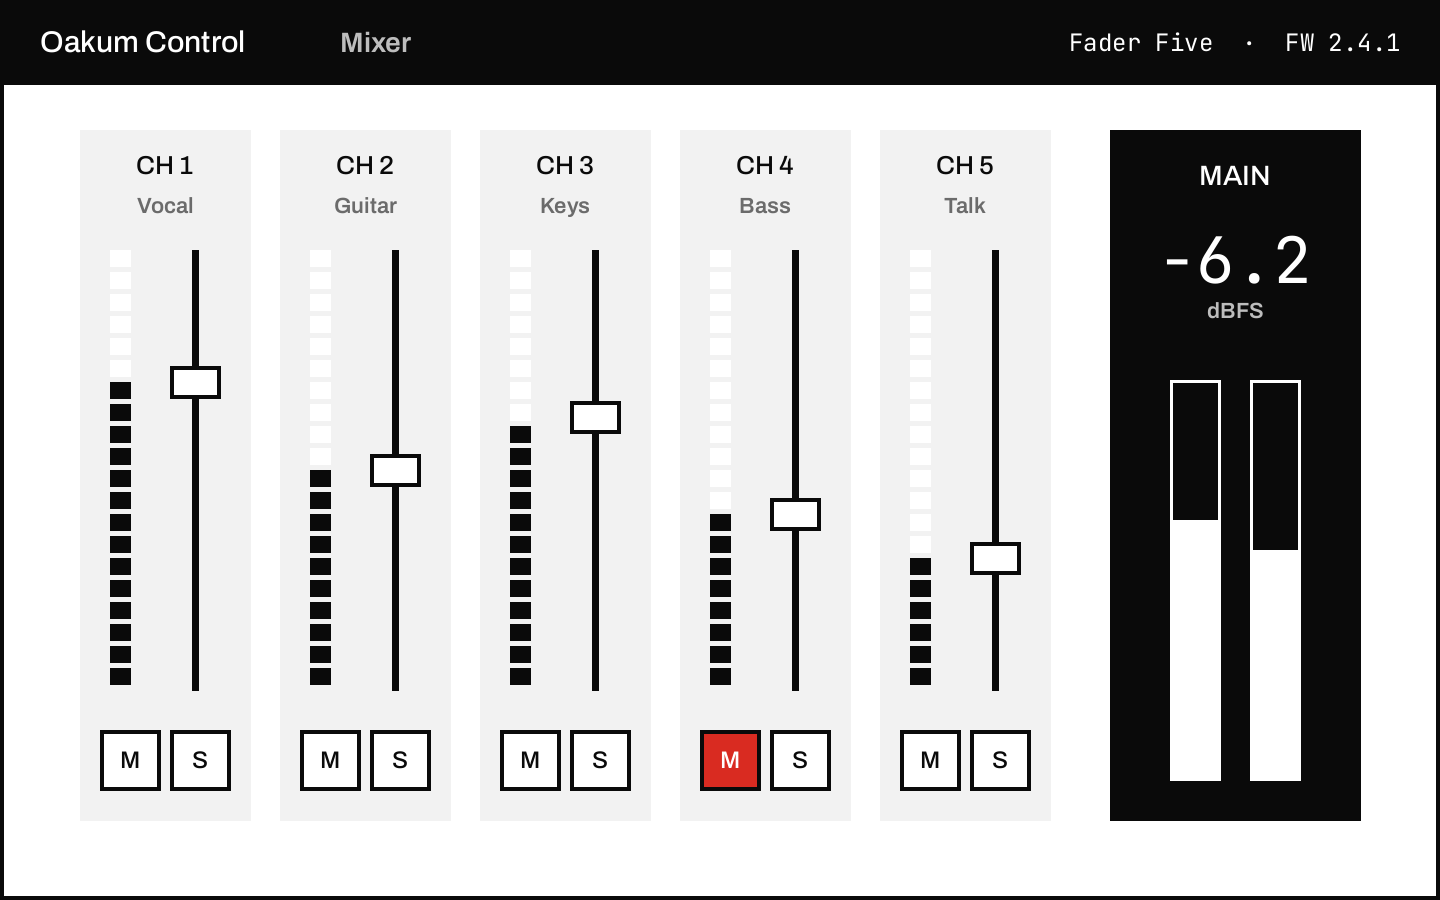 Oakum Control
Mixer
Fader Five · FW 2.4.1
CH 1
Vocal
M S
CH 2
Guitar
M S
CH 3
Keys
M S
CH 4
Bass
M S
CH 5
Talk
M S
MAIN
-6.2
dBFS